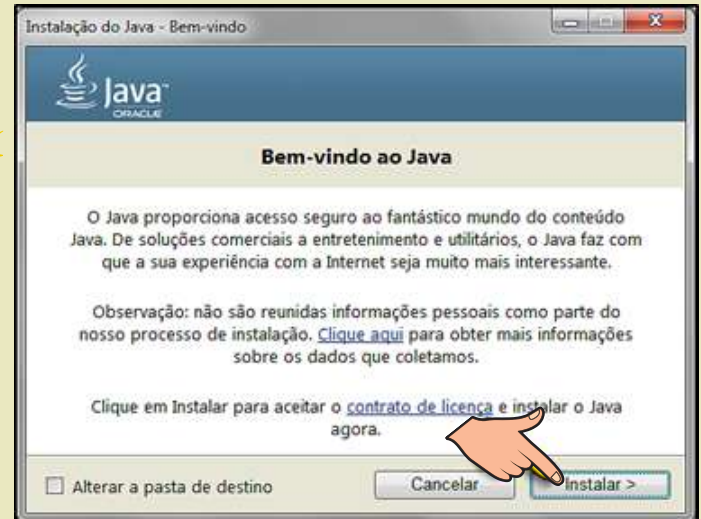 Instalação do Java - Bem-vindo
Java™
ORACLE
Bem-vindo ao Java
O Java proporciona acesso seguro ao fantástico mundo do conteúdo
Java. De soluções comerciais a entretenimento e utilitários, o Java faz com
que a sua experiência com a Internet seja muito mais interessante.
Observação: não são reunidas informações pessoais como parte do
nosso processo de instalação. Clique aqui para obter mais informações
sobre os dados que coletamos.
Clique em Instalar para aceitar o contrato de licença e instalar o Java
agora.
Alterar a pasta de destino
Cancelar
Instalar >